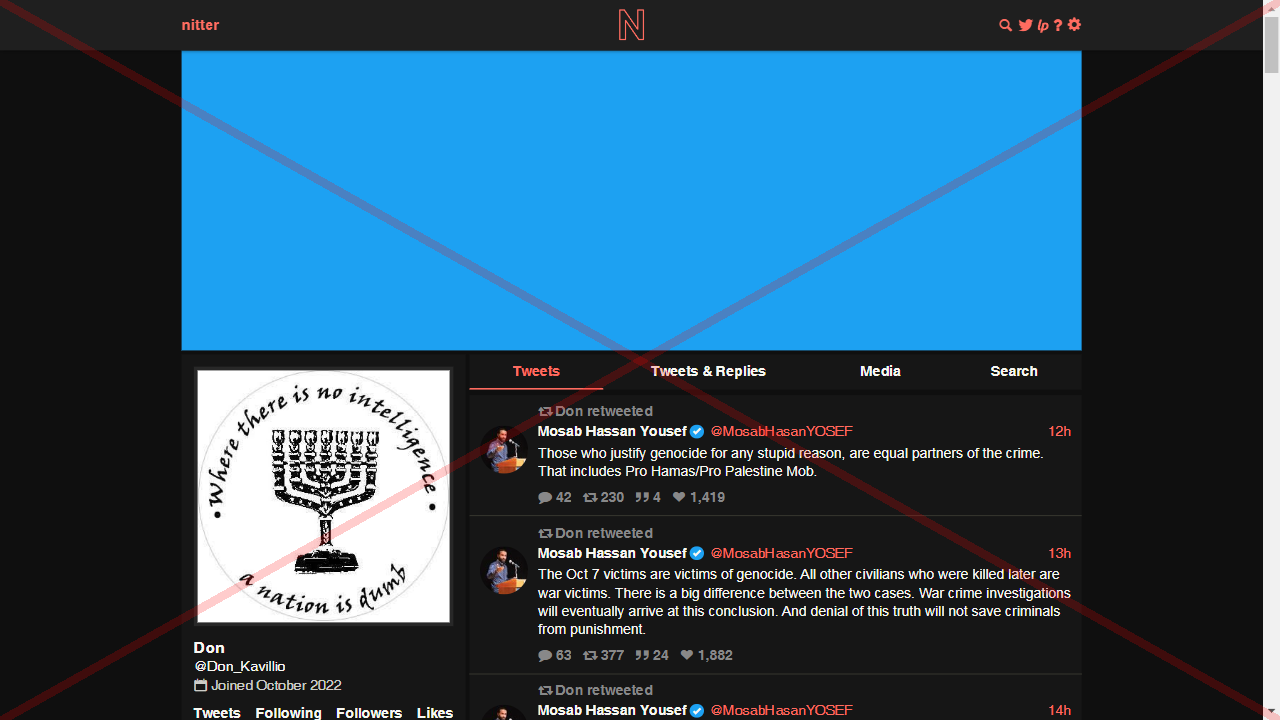 nitter
N
lp ?
Where there is no intelligence
a nation is dumb
Don
@Don_Kavillio
Joined October 2022
Tweets Following Followers Likes
Tweets Tweets & Replies Media Search
Don retweeted
Mosab Hassan Yousef @MosabHasanYOSEF 12h
Those who justify genocide for any stupid reason, are equal partners of the crime.
That includes Pro Hamas/Pro Palestine Mob.
42 230 4 1,419
Don retweeted
Mosab Hassan Yousef @MosabHasanYOSEF 13h
The Oct 7 victims are victims of genocide. All other civilians who were killed later are
war victims. There is a big difference between the two cases. War crime investigations
will eventually arrive at this conclusion. And denial of this truth will not save criminals
from punishment.
63 377 24 1,882
Don retweeted
Mosab Hassan Yousef @MosabHasanYOSEF 14h